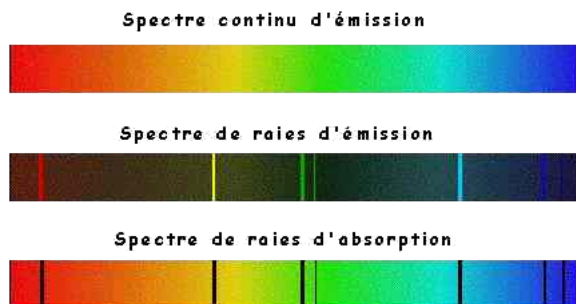 Spectre continu d'émission
Spectre de raies d'émission
Spectre de raies d'absorption